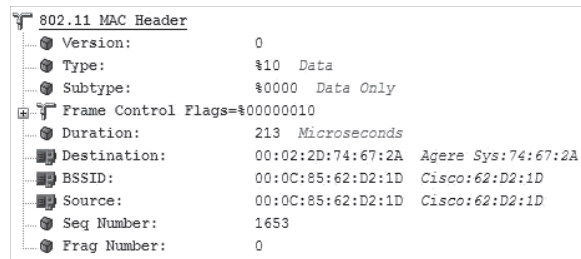 802.11 MAC Header
Version: 0
Type: %10 Data
Subtype: %0000 Data Only
Frame Control Flags=%00000010
Duration: 213 Microseconds
Destination: 00:02:2D:74:67:2A Agere Sys:74:67:2A
BSSID: 00:0C:85:62:D2:1D Cisco:62:D2:1D
Source: 00:0C:85:62:D2:1D Cisco:62:D2:1D
Seq Number: 1653
Frag Number: 0